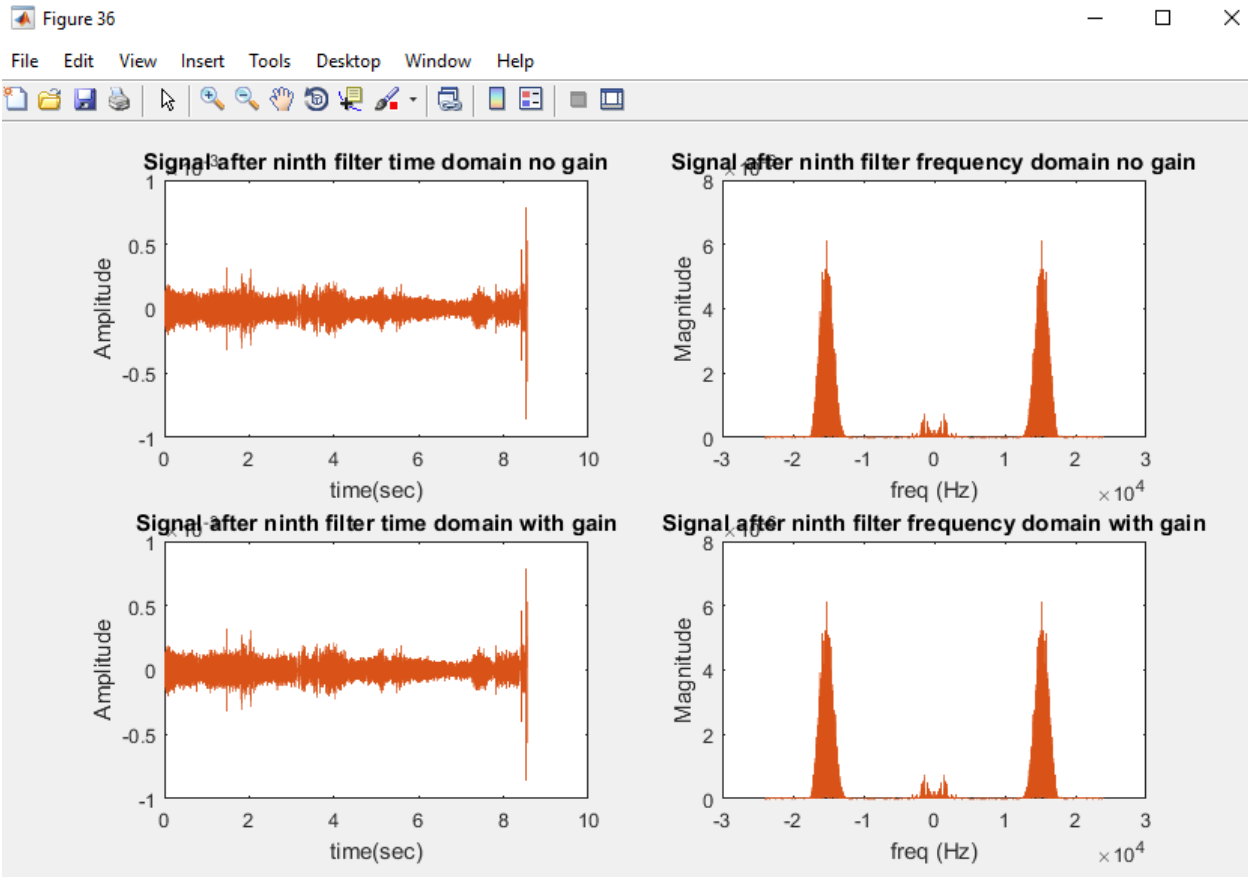 Figure 36
File Edit View Insert Tools Desktop Window Help
Signal after ninth filter time domain no gain
1
0.5
0
-0.5
-1
Amplitude
0 2 4 6 8 10
time(sec)
Signal after ninth filter frequency domain no gain
8
6
4
2
0
Magnitude
-3 -2 -1 0 1 2 3
freq (Hz)
× 10^4
Signal after ninth filter time domain with gain
1
0.5
0
-0.5
-1
Amplitude
0 2 4 6 8 10
time(sec)
Signal after ninth filter frequency domain with gain
8
6
4
2
0
Magnitude
-3 -2 -1 0 1 2 3
freq (Hz)
× 10^4